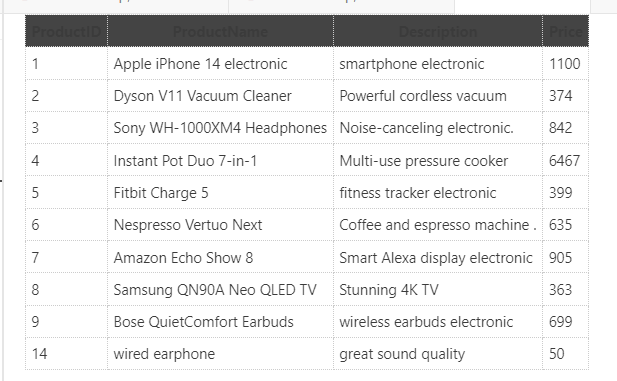 ProductID ProductName Description Price
1 Apple iPhone 14 electronic smartphone electronic 1100
2 Dyson V11 Vacuum Cleaner Powerful cordless vacuum 374
3 Sony WH-1000XM4 Headphones Noise-canceling electronic. 842
4 Instant Pot Duo 7-in-1 Multi-use pressure cooker 6467
5 Fitbit Charge 5 fitness tracker electronic 399
6 Nespresso Vertuo Next Coffee and espresso machine . 635
7 Amazon Echo Show 8 Smart Alexa display electronic 905
8 Samsung QN90A Neo QLED TV Stunning 4K TV 363
9 Bose QuietComfort Earbuds wireless earbuds electronic 699
14 wired earphone great sound quality 50